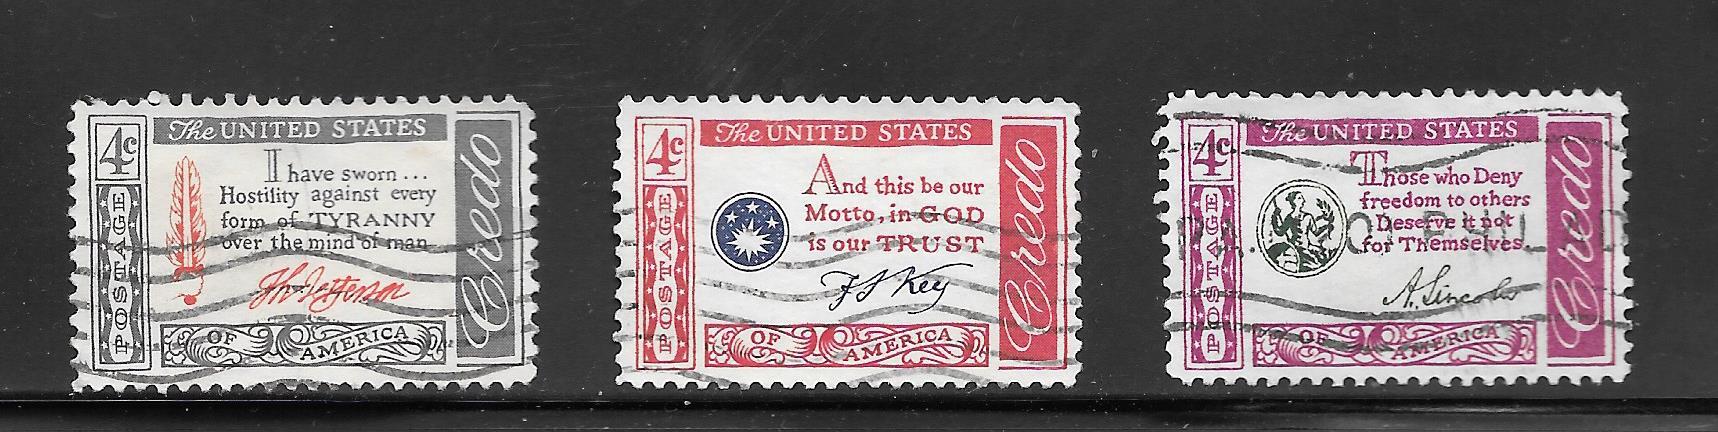 The UNITED STATES
4c
POSTAGE
I have sworn...
Hostility against every
form of TYRANNY
over the mind of man
Th Jefferson
OF AMERICA
Credo
The UNITED STATES
4c
POSTAGE
And this be our
Motto, in GOD
is our TRUST
F S Key
OF AMERICA
Credo
The UNITED STATES
4c
POSTAGE
Those who Deny
freedom to others
Deserve it not
for Themselves.
A. Lincoln
OF AMERICA
Credo